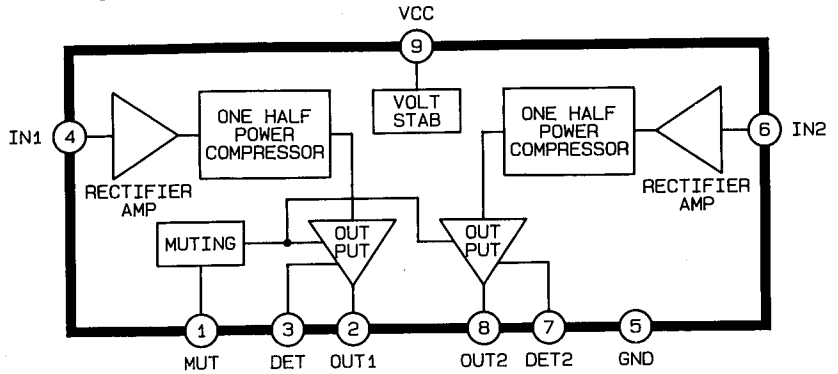 VCC
9
VOLT
STAB
ONE HALF
POWER
COMPRESSOR
ONE HALF
POWER
COMPRESSOR
IN1
4
6
IN2
RECTIFIER
AMP
RECTIFIER
AMP
MUTING
OUT
PUT
OUT
PUT
1
3
2
8
7
5
MUT
DET
OUT1
OUT2
DET2
GND